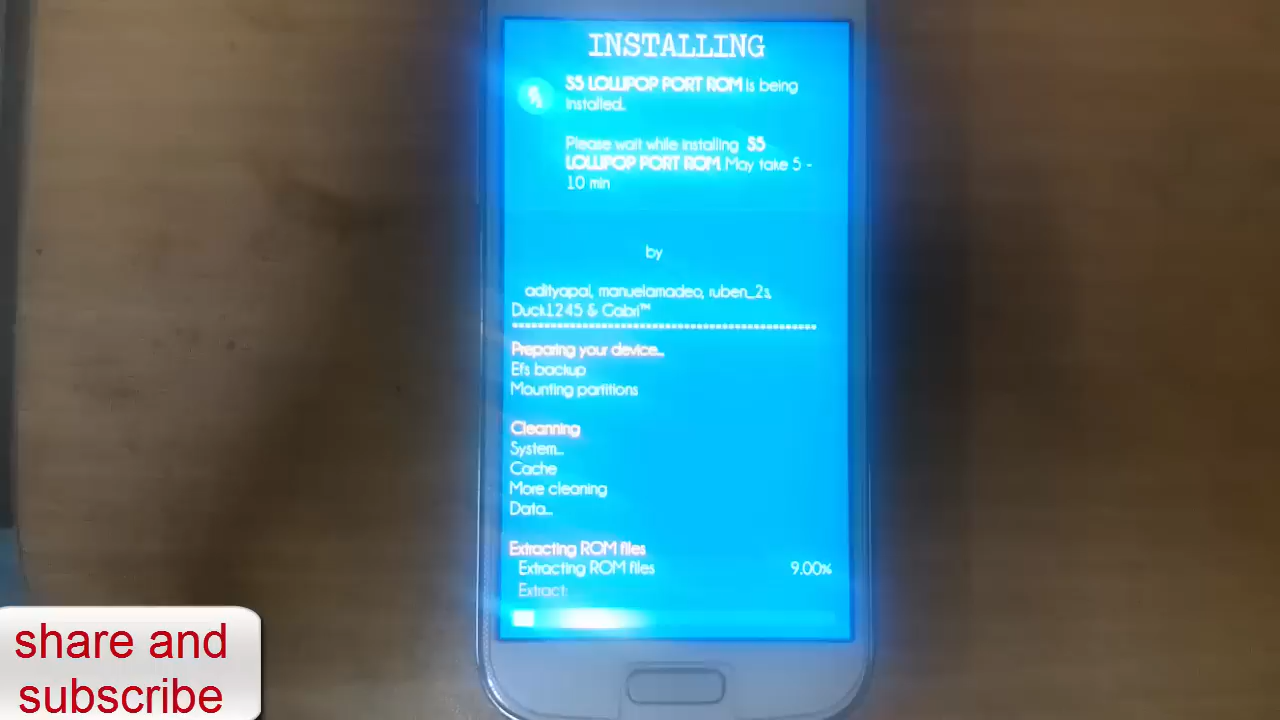 INSTALLING
S5 LOLLIPOP PORT ROM is being
installed..
Please wait while installing S5
LOLLIPOP PORT ROM. May take 5 -
10 min
by
adityapal, manuelamadeo, ruben_2s,
Duck1245 & Gabri™
Preparing your device...
Efs backup
Mounting partitions
Cleanning
System...
Cache
More cleaning
Data...
Extracting ROM files
Extracting ROM files 9.00%
Extract:
share and
subscribe